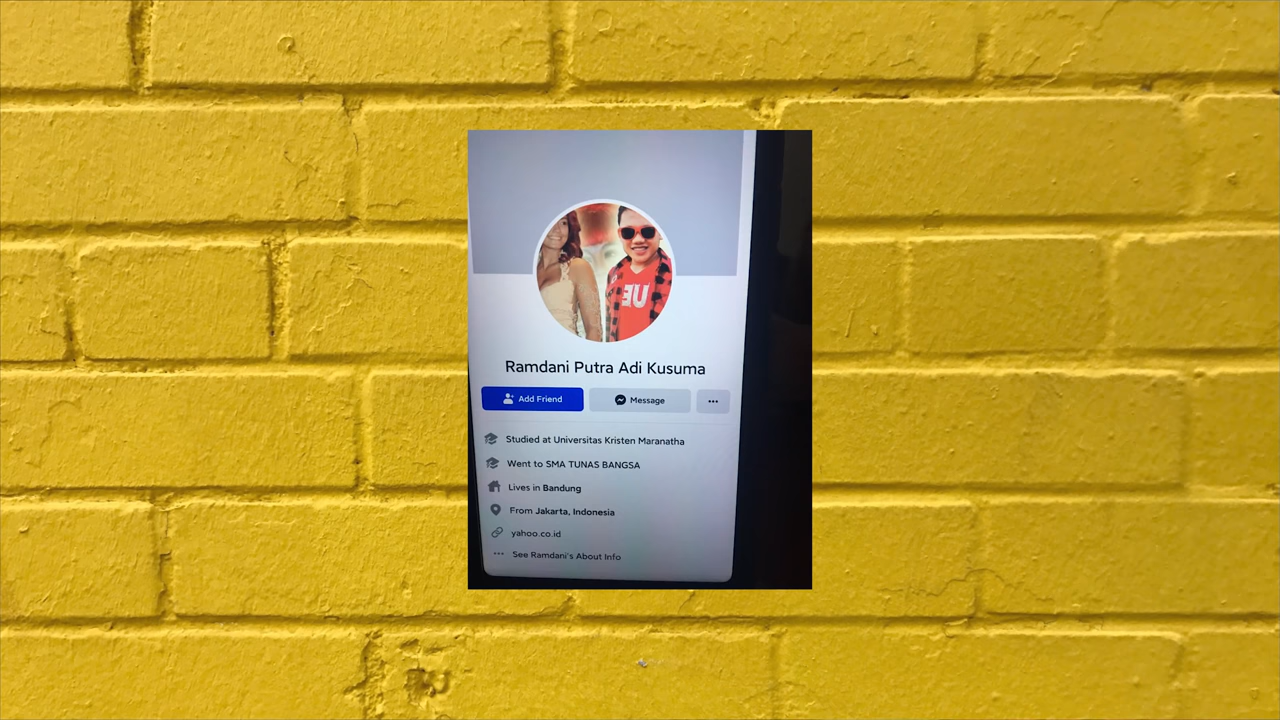 Ramdani Putra Adi Kusuma
Add Friend
Message
Studied at Universitas Kristen Maranatha
Went to SMA TUNAS BANGSA
Lives in Bandung
From Jakarta, Indonesia
yahoo.co.id
See Ramdani's About Info